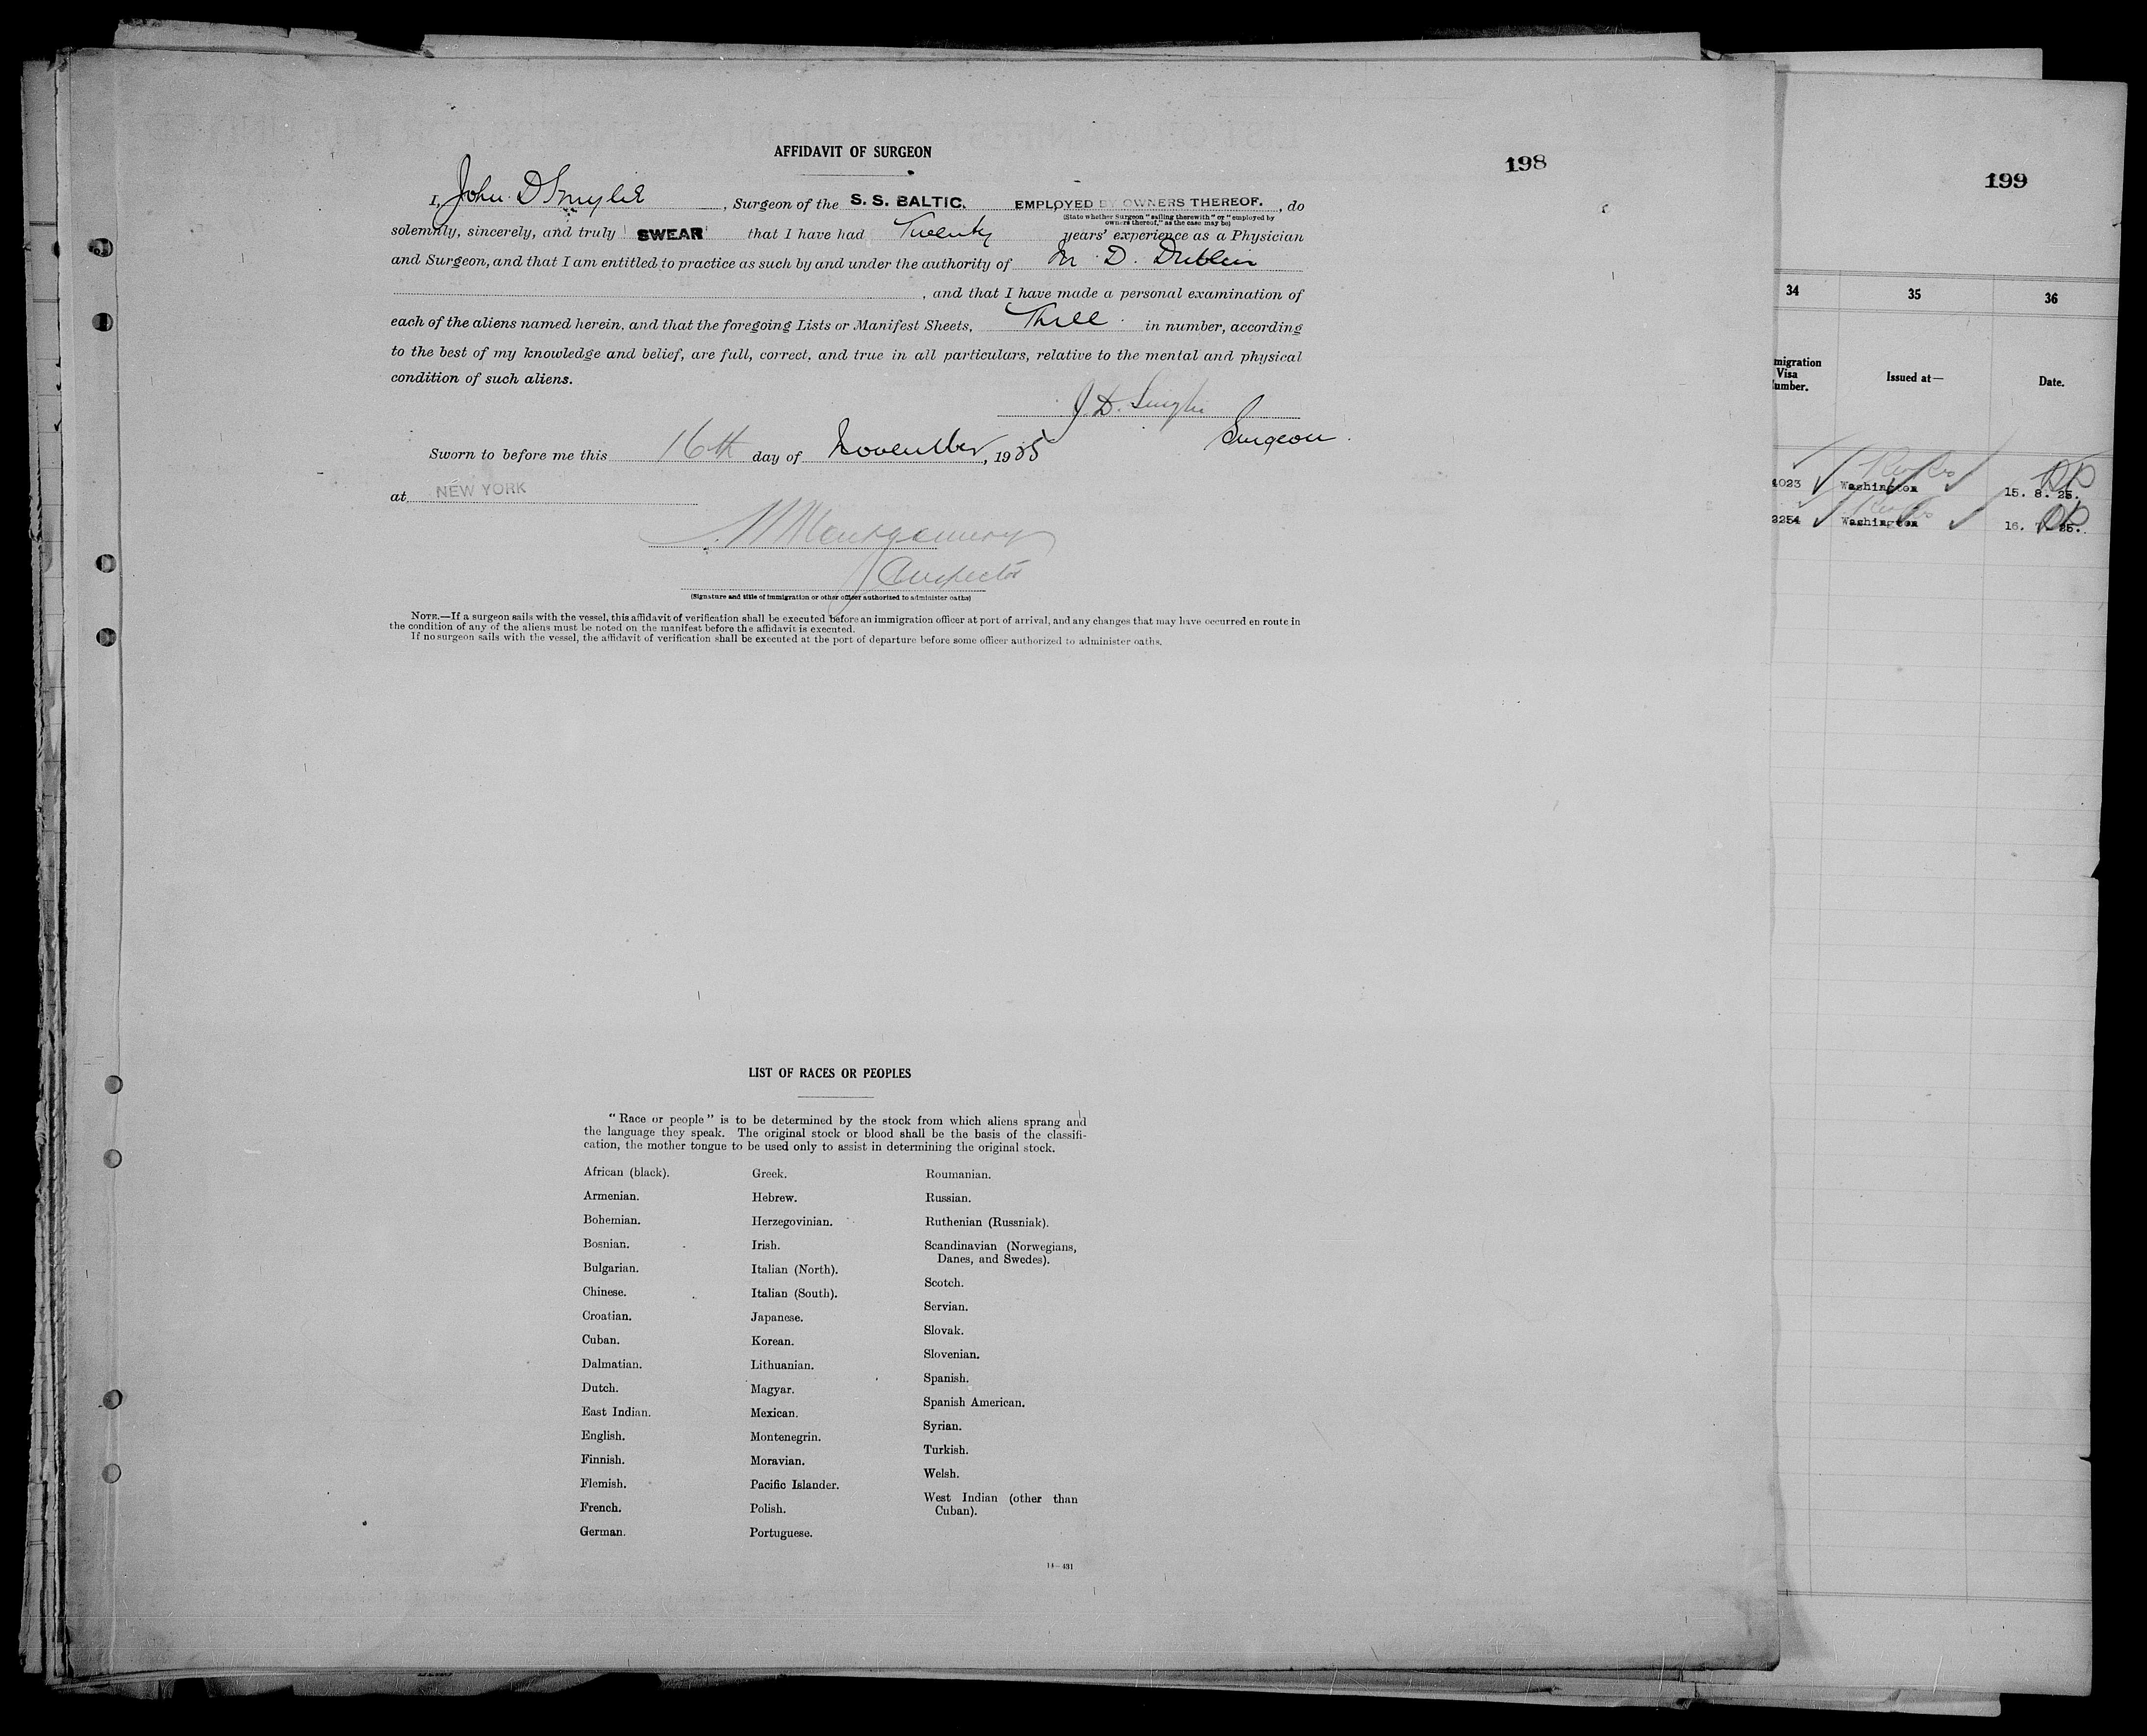 AFFIDAVIT OF SURGEON
198
I, John D Smylie, Surgeon of the S. S. BALTIC. EMPLOYED BY OWNERS THEREOF., do
(State whether Surgeon "sailing therewith" or "employed by
owners thereof," as the case may be)
solemnly, sincerely, and truly SWEAR that I have had Twenty years' experience as a Physician
and Surgeon, and that I am entitled to practice as such by and under the authority of M D. Dublin
, and that I have made a personal examination of
each of the aliens named herein, and that the foregoing Lists or Manifest Sheets, Three in number, according
to the best of my knowledge and belief, are full, correct, and true in all particulars, relative to the mental and physical
condition of such aliens.
J. D. Smylie
Surgeon.
Sworn to before me this 16th day of November, 1925
at NEW YORK
Montgomery
Inspector
(Signature and title of immigration or other officer authorized to administer oaths)
NOTE.—If a surgeon sails with the vessel, this affidavit of verification shall be executed before an immigration officer at port of arrival, and any changes that may have occurred en route in
the condition of any of the aliens must be noted on the manifest before the affidavit is executed.
If no surgeon sails with the vessel, the affidavit of verification shall be executed at the port of departure before some officer authorized to administer oaths.
LIST OF RACES OR PEOPLES
"Race or people" is to be determined by the stock from which aliens sprang and
the language they speak. The original stock or blood shall be the basis of the classifi-
cation, the mother tongue to be used only to assist in determining the original stock.
African (black).
Armenian.
Bohemian.
Bosnian.
Bulgarian.
Chinese.
Croatian.
Cuban.
Dalmatian.
Dutch.
East Indian.
English.
Finnish.
Flemish.
French.
German.
Greek.
Hebrew.
Herzegovinian.
Irish.
Italian (North).
Italian (South).
Japanese.
Korean.
Lithuanian.
Magyar.
Mexican.
Montenegrin.
Moravian.
Pacific Islander.
Polish.
Portuguese.
Roumanian.
Russian.
Ruthenian (Russniak).
Scandinavian (Norwegians,
Danes, and Swedes).
Scotch.
Servian.
Slovak.
Slovenian.
Spanish.
Spanish American.
Syrian.
Turkish.
Welsh.
West Indian (other than
Cuban).
14—431
199
34 35 36
migration
Visa
umber.
Issued at—
Date.
4023 Washington 15. 8. 25.
2254 Washington 16. 25.